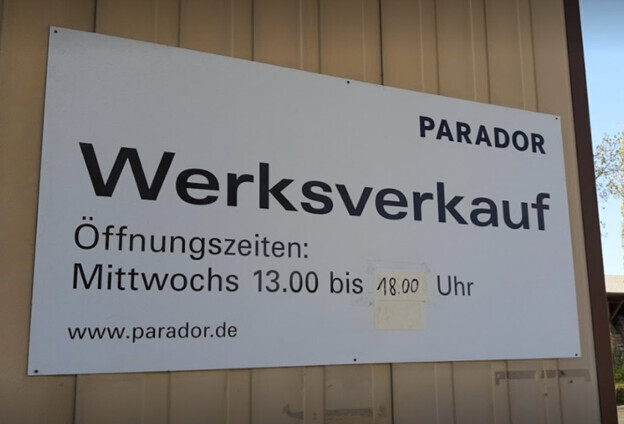 PARADOR
Werksverkauf
Öffnungszeiten:
Mittwochs 13.00 bis 18.00 Uhr
www.parador.de